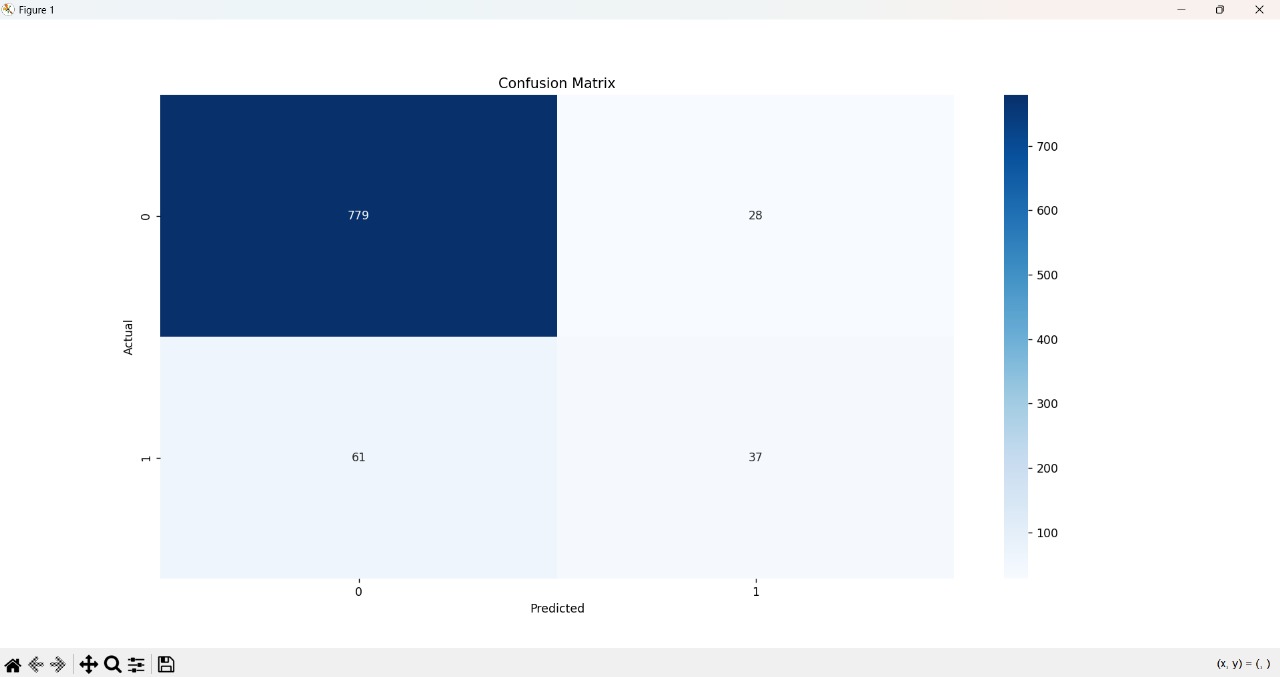 Figure 1
Confusion Matrix
779 28
61 37
0
1
Actual
0 1
Predicted
700
600
500
400
300
200
100
(x, y) = (, )